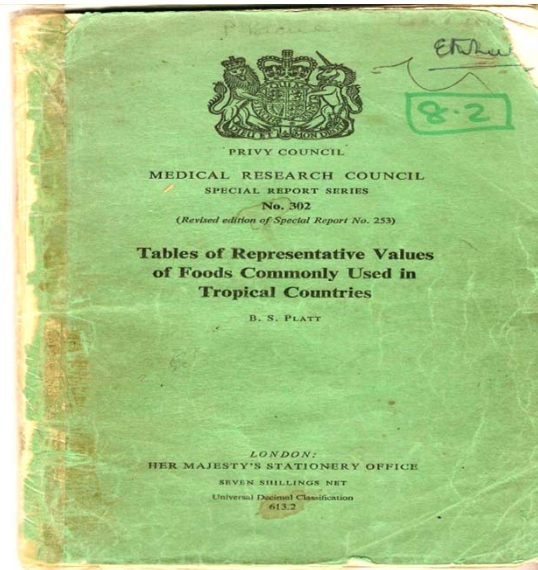 8.2
PRIVY COUNCIL
MEDICAL RESEARCH COUNCIL
SPECIAL REPORT SERIES
No. 302
(Revised edition of Special Report No. 253)
Tables of Representative Values
of Foods Commonly Used in
Tropical Countries
B. S. PLATT
LONDON:
HER MAJESTY'S STATIONERY OFFICE
SEVEN SHILLINGS NET
Universal Decimal Classification
613.2